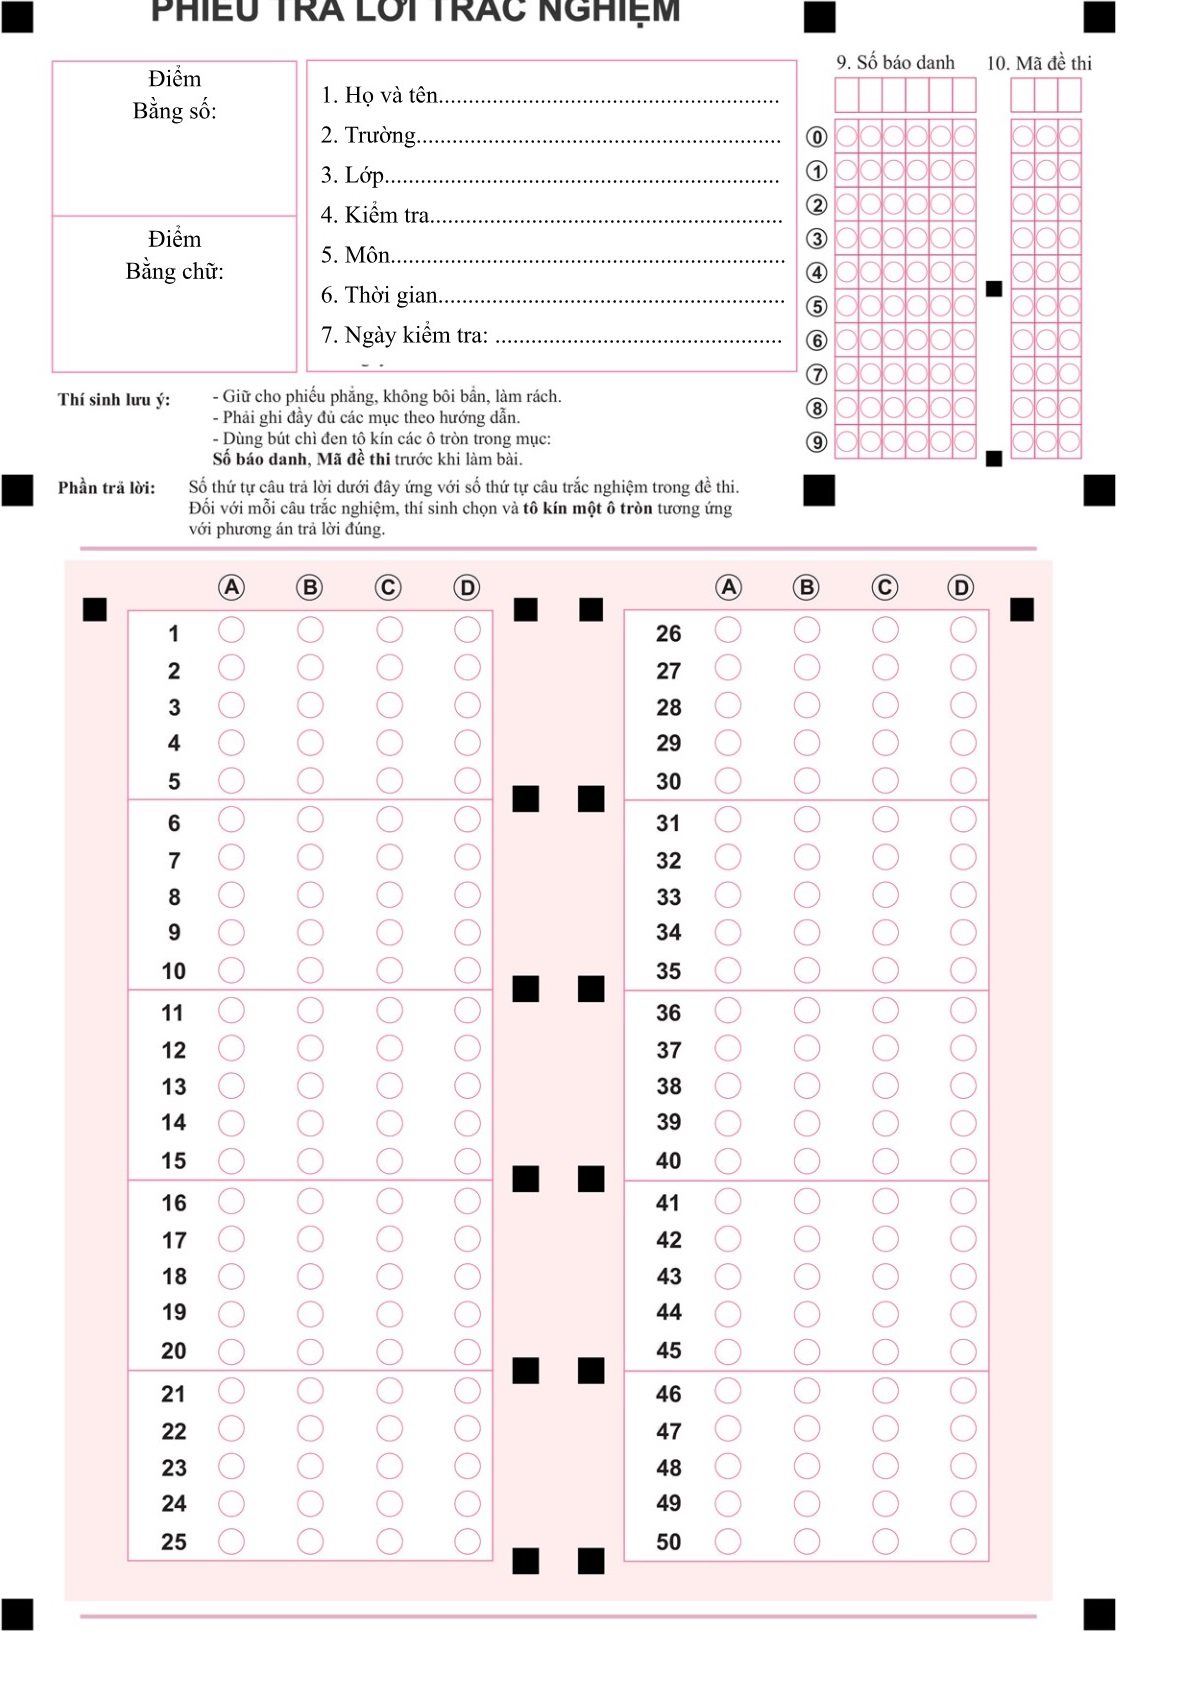 PHIẾU TRẢ LỜI TRẮC NGHIỆM
Điểm
Bằng số:
Điểm
Bằng chữ:
1. Họ và tên.........................................................
2. Trường.............................................................
3. Lớp..................................................................
4. Kiểm tra...........................................................
5. Môn..................................................................
6. Thời gian..........................................................
7. Ngày kiểm tra: ................................................
9. Số báo danh
10. Mã đề thi
0
1
2
3
4
5
6
7
8
9
Thí sinh lưu ý:
- Giữ cho phiếu phẳng, không bôi bẩn, làm rách.
- Phải ghi đầy đủ các mục theo hướng dẫn.
- Dùng bút chì đen tô kín các ô tròn trong mục:
Số báo danh, Mã đề thi trước khi làm bài.
Phần trả lời: Số thứ tự câu trả lời dưới đây ứng với số thứ tự câu trắc nghiệm trong đề thi.
Đối với mỗi câu trắc nghiệm, thí sinh chọn và tô kín một ô tròn tương ứng
với phương án trả lời đúng.
A B C D
1
2
3
4
5
6
7
8
9
10
11
12
13
14
15
16
17
18
19
20
21
22
23
24
25
A B C D
26
27
28
29
30
31
32
33
34
35
36
37
38
39
40
41
42
43
44
45
46
47
48
49
50